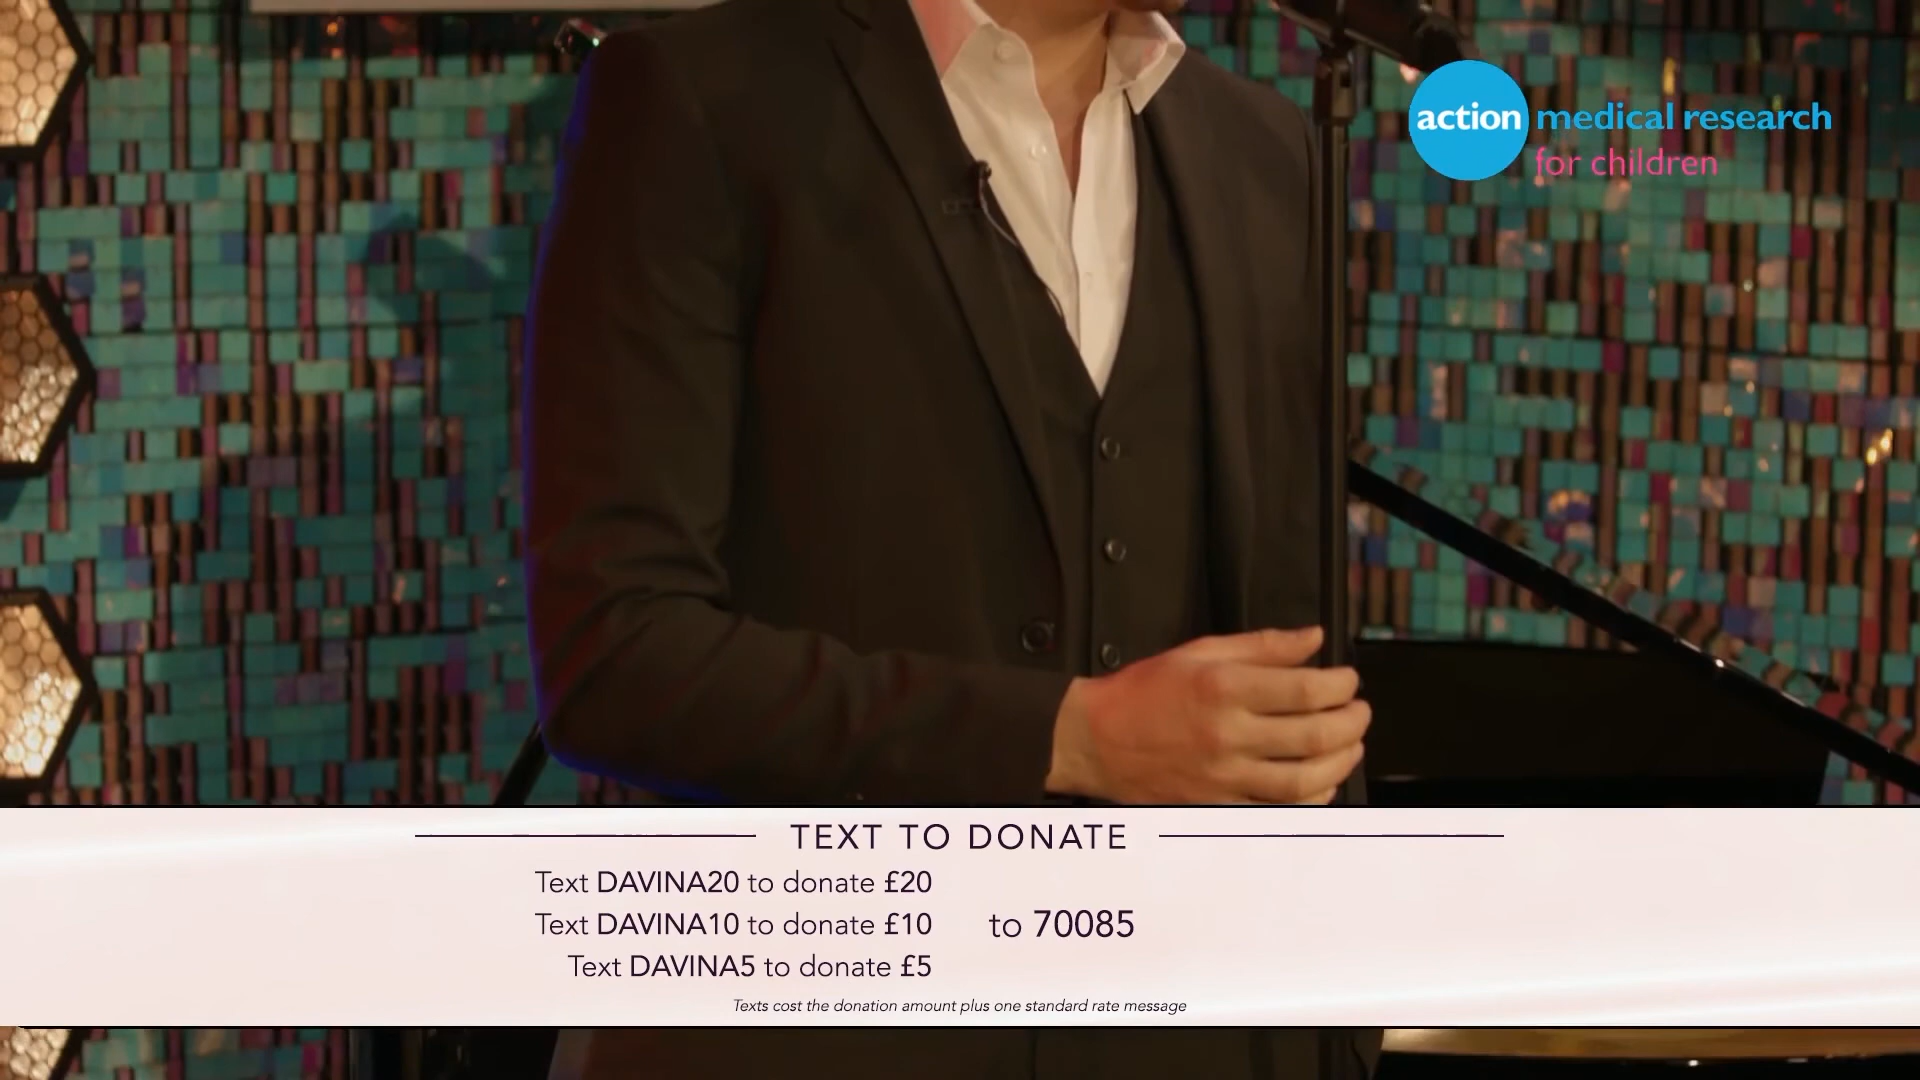 action medical research
for children
TEXT TO DONATE
Text DAVINA20 to donate £20
Text DAVINA10 to donate £10
to 70085
Text DAVINA5 to donate £5
Texts cost the donation amount plus one standard rate message